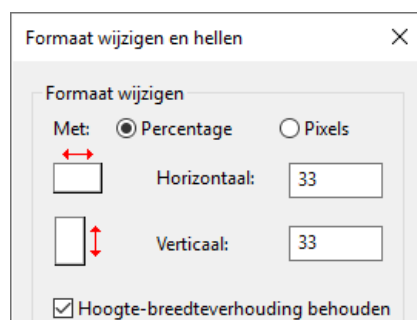 Formaat wijzigen en hellen
Formaat wijzigen
Met: Percentage Pixels
Horizontaal: 33
Verticaal: 33
Hoogte-breedteverhouding behouden